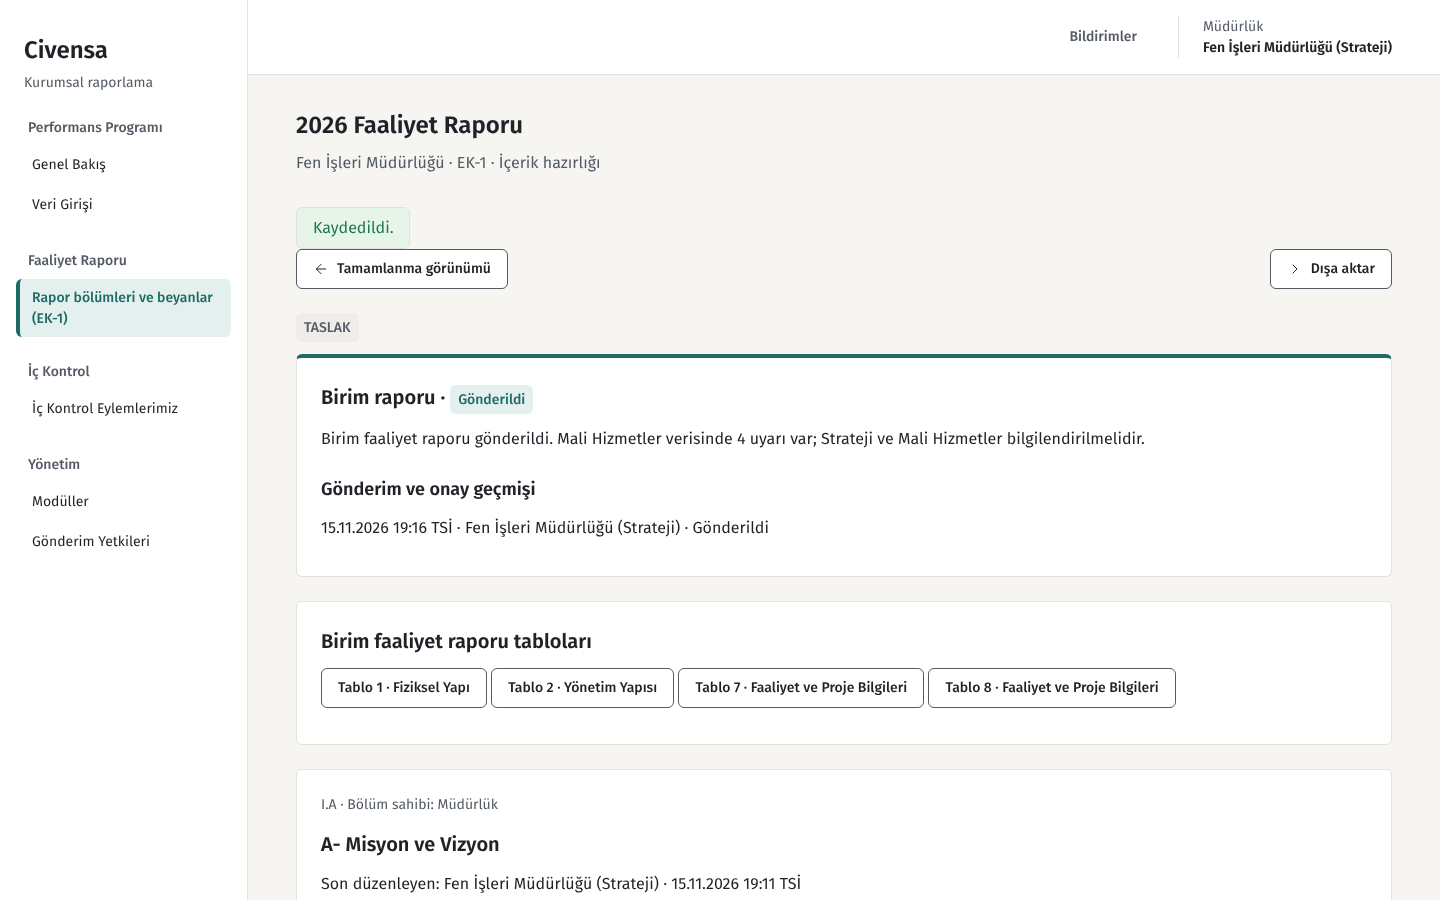 Civensa
Kurumsal raporlama
Performans Programı
Genel Bakış
Veri Girişi
Faaliyet Raporu
Rapor bölümleri ve beyanlar
(EK-1)
İç Kontrol
İç Kontrol Eylemlerimiz
Yönetim
Modüller
Gönderim Yetkileri
Bildirimler
Müdürlük
Fen İşleri Müdürlüğü (Strateji)
2026 Faaliyet Raporu
Fen İşleri Müdürlüğü · EK-1 · İçerik hazırlığı
Kaydedildi.
Tamamlanma görünümü
Dışa aktar
TASLAK
Birim raporu · Gönderildi
Birim faaliyet raporu gönderildi. Mali Hizmetler verisinde 4 uyarı var; Strateji ve Mali Hizmetler bilgilendirilmelidir.
Gönderim ve onay geçmişi
15.11.2026 19:16 TSİ · Fen İşleri Müdürlüğü (Strateji) · Gönderildi
Birim faaliyet raporu tabloları
Tablo 1 · Fiziksel Yapı
Tablo 2 · Yönetim Yapısı
Tablo 7 · Faaliyet ve Proje Bilgileri
Tablo 8 · Faaliyet ve Proje Bilgileri
I.A · Bölüm sahibi: Müdürlük
A- Misyon ve Vizyon
Son düzenleyen: Fen İşleri Müdürlüğü (Strateji) · 15.11.2026 19:11 TSİ